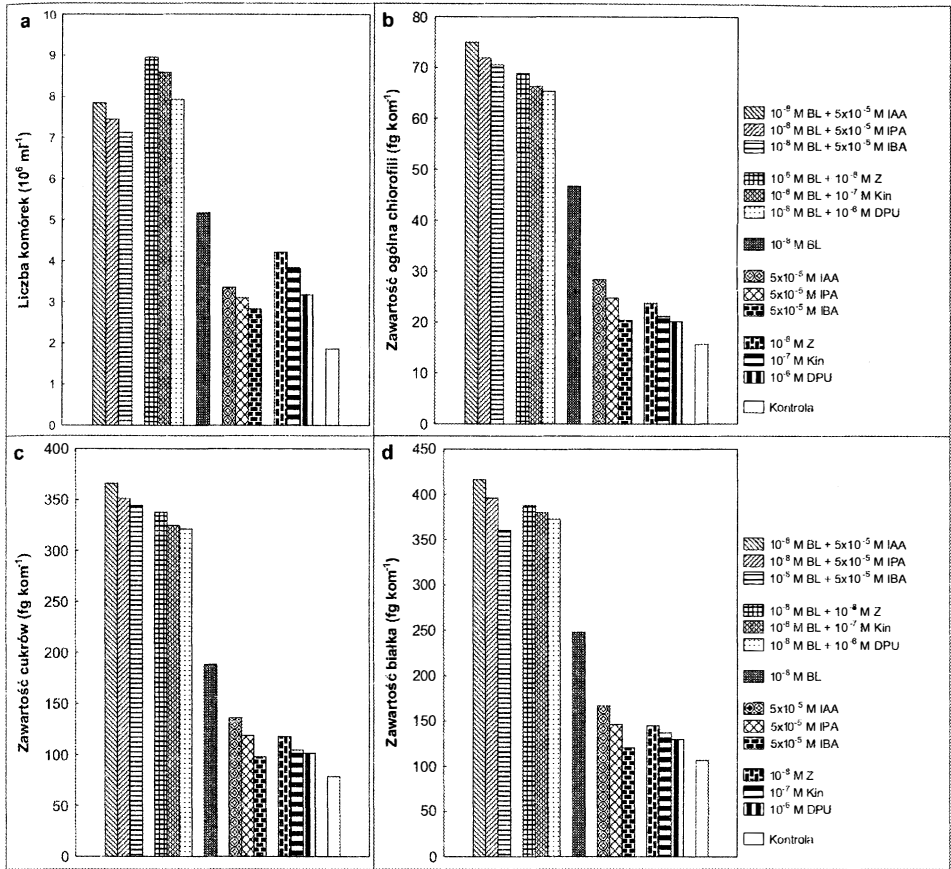 a
Liczba komórek (10⁶ ml⁻¹)
10
9
8
7
6
5
4
3
2
1
0
b
Zawartość ogólna chlorofili (fg kom⁻¹)
80
70
60
50
40
30
20
10
0
10⁻⁸ M BL + 5x10⁻⁵ M IAA
10⁻⁸ M BL + 5x10⁻⁵ M IPA
10⁻⁸ M BL + 5x10⁻⁵ M IBA
10⁻⁸ M BL + 10⁻⁸ M Z
10⁻⁸ M BL + 10⁻⁷ M Kin
10⁻⁸ M BL + 10⁻⁶ M DPU
10⁻⁸ M BL
5x10⁻⁵ M IAA
5x10⁻⁵ M IPA
5x10⁻⁵ M IBA
10⁻⁸ M Z
10⁻⁷ M Kin
10⁻⁶ M DPU
Kontrola
c
Zawartość cukrów (fg kom⁻¹)
400
350
300
250
200
150
100
50
0
d
Zawartość białka (fg kom⁻¹)
450
400
350
300
250
200
150
100
50
0
10⁻⁸ M BL + 5x10⁻⁵ M IAA
10⁻⁸ M BL + 5x10⁻⁵ M IPA
10⁻⁸ M BL + 5x10⁻⁵ M IBA
10⁻⁸ M BL + 10⁻⁸ M Z
10⁻⁸ M BL + 10⁻⁷ M Kin
10⁻⁸ M BL + 10⁻⁶ M DPU
10⁻⁸ M BL
5x10⁻⁵ M IAA
5x10⁻⁵ M IPA
5x10⁻⁵ M IBA
10⁻⁸ M Z
10⁻⁷ M Kin
10⁻⁶ M DPU
Kontrola